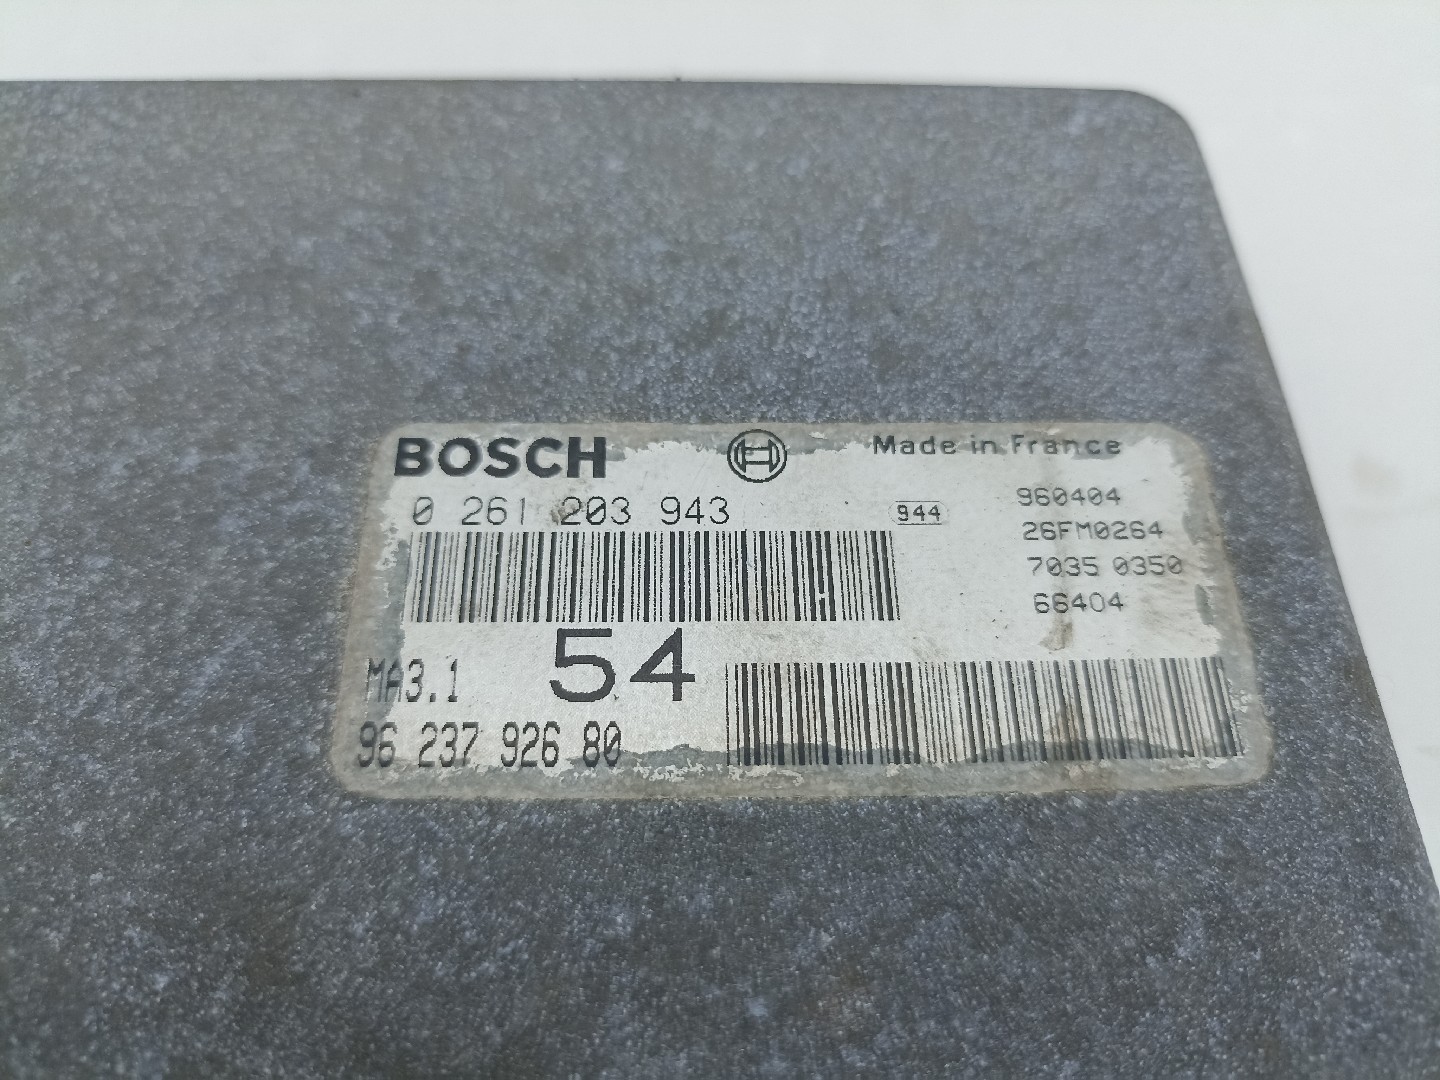 BOSCH Made in France
0 261 203 943 944 960404
26FM0264
7035 0350
66404
MA3.1 54
96 237 926 80